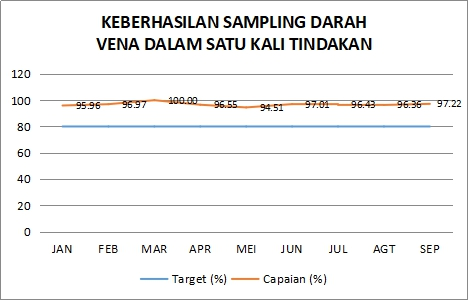 KEBERHASILAN SAMPLING DARAH
VENA DALAM SATU KALI TINDAKAN
120
100
80
60
40
20
0
95.96 96.97 100.00 96.55 94.51 97.01 96.43 96.36 97.22
JAN FEB MAR APR MEI JUN JUL AGT SEP
Target (%) Capaian (%)